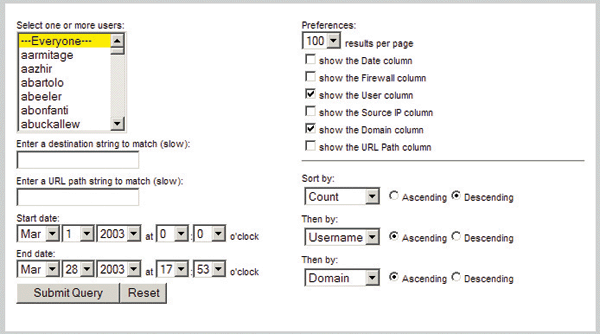 Select one or more users:
---Everyone---
aarmitage
aazhir
abartolo
abeeler
abonfanti
abuckallew
Enter a destination string to match (slow):
Enter a URL path string to match (slow):
Start date:
Mar 1 2003 at 0 : 0 o'clock
End date:
Mar 28 2003 at 17 : 53 o'clock
Submit Query Reset
Preferences:
100 results per page
show the Date column
show the Firewall column
show the User column
show the Source IP column
show the Domain column
show the URL Path column
Sort by:
Count Ascending Descending
Then by:
Username Ascending Descending
Then by:
Domain Ascending Descending